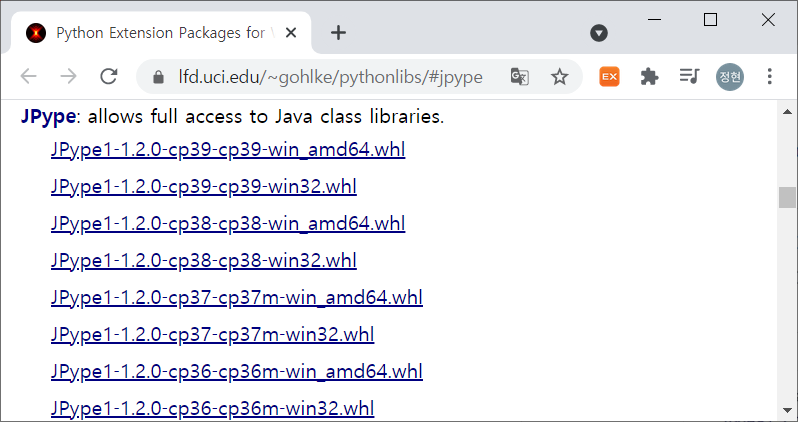 Python Extension Packages for
lfd.uci.edu/~gohlke/pythonlibs/#jpype
EX
정현
JPype: allows full access to Java class libraries.
JPype1-1.2.0-cp39-cp39-win_amd64.whl
JPype1-1.2.0-cp39-cp39-win32.whl
JPype1-1.2.0-cp38-cp38-win_amd64.whl
JPype1-1.2.0-cp38-cp38-win32.whl
JPype1-1.2.0-cp37-cp37m-win_amd64.whl
JPype1-1.2.0-cp37-cp37m-win32.whl
JPype1-1.2.0-cp36-cp36m-win_amd64.whl
JPype1-1.2.0-cp36-cp36m-win32.whl